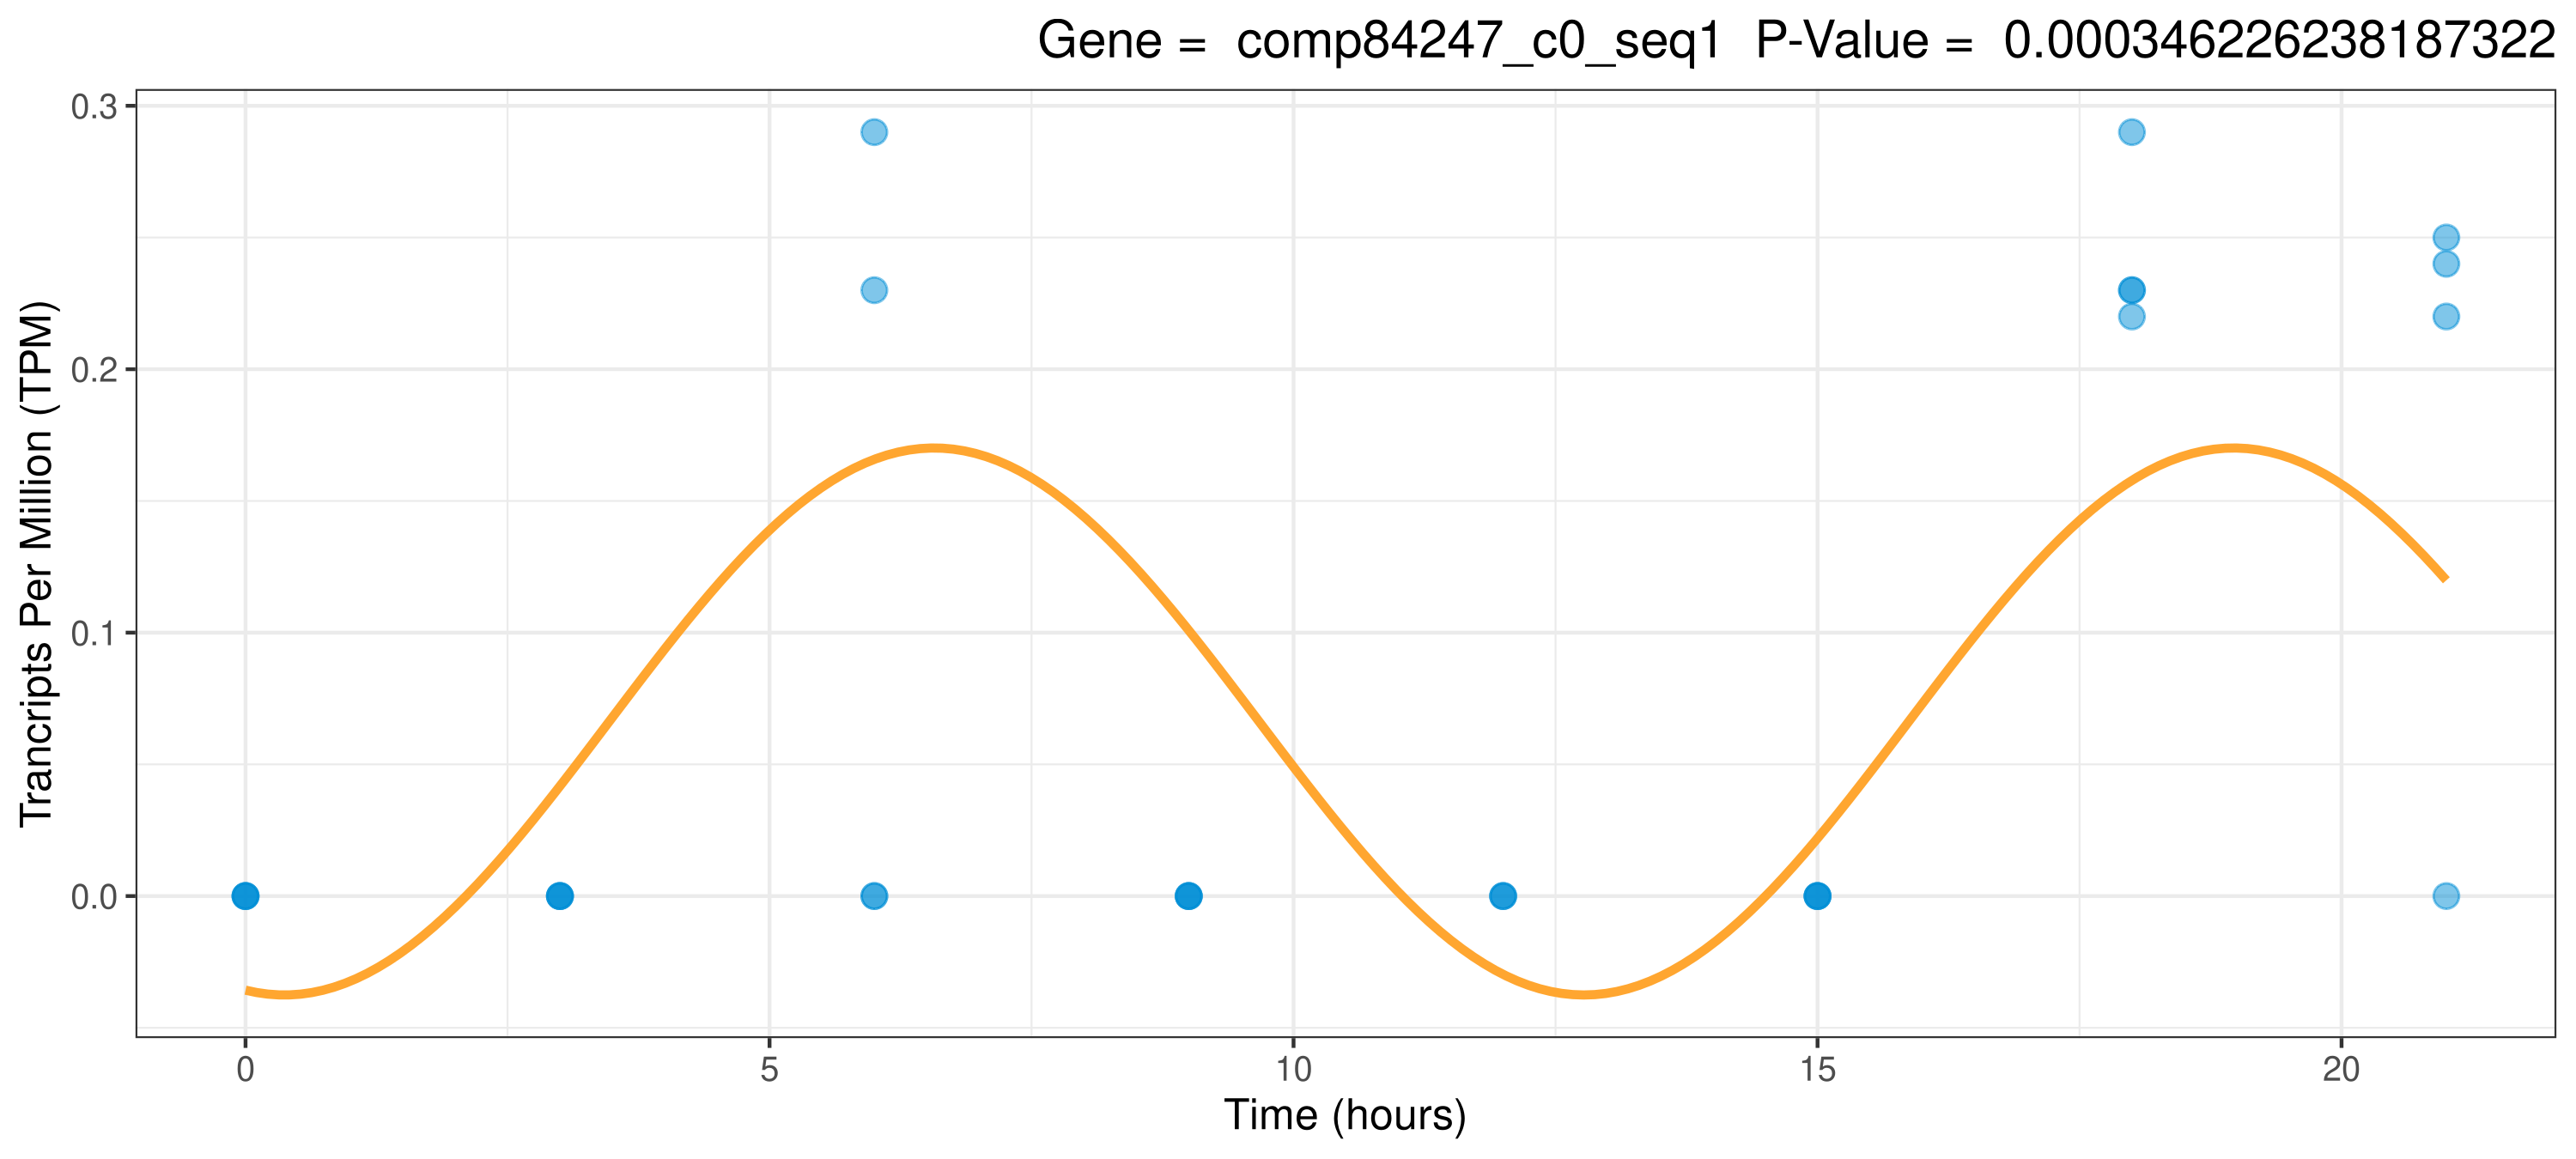 Gene = comp84247_c0_seq1 P-Value = 0.000346226238187322
Trancripts Per Million (TPM)
0.3
0.2
0.1
0.0
0 5 10 15 20
Time (hours)